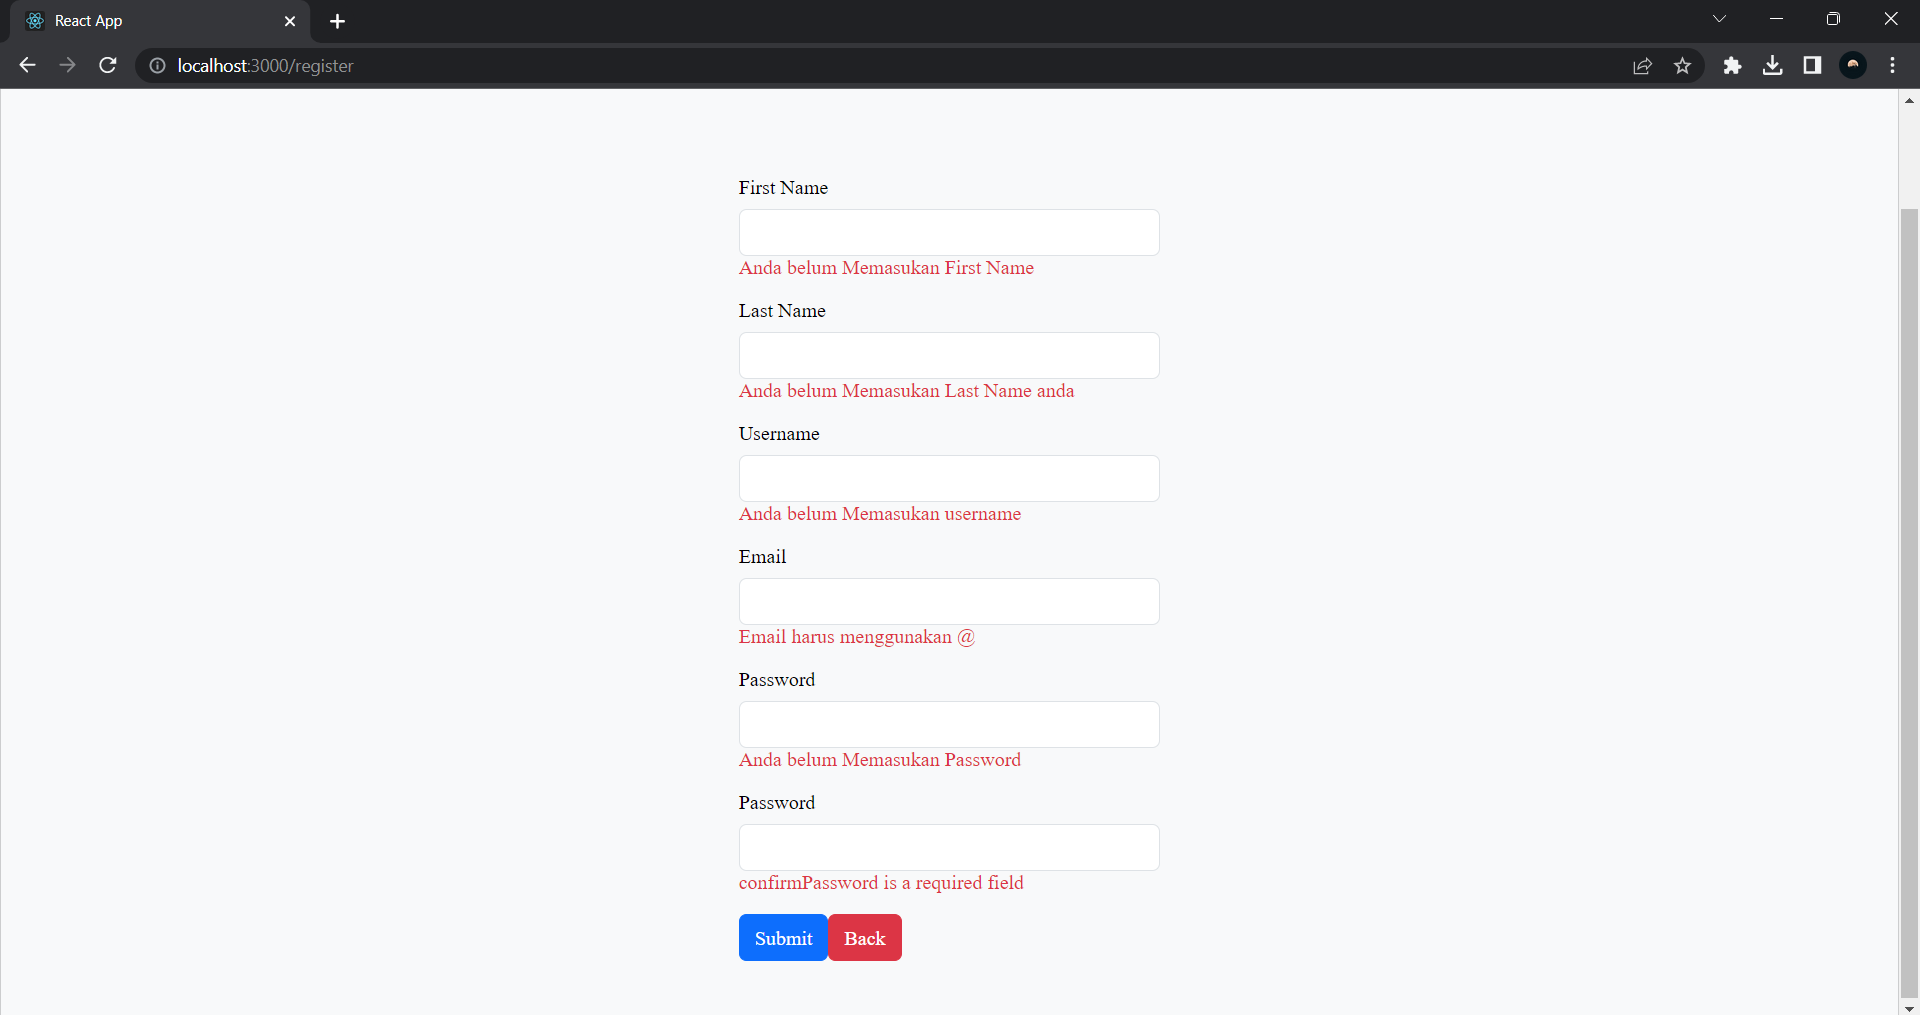 React App
localhost:3000/register
First Name
Anda belum Memasukan First Name
Last Name
Anda belum Memasukan Last Name anda
Username
Anda belum Memasukan username
Email
Email harus menggunakan @
Password
Anda belum Memasukan Password
Password
confirmPassword is a required field
Submit Back